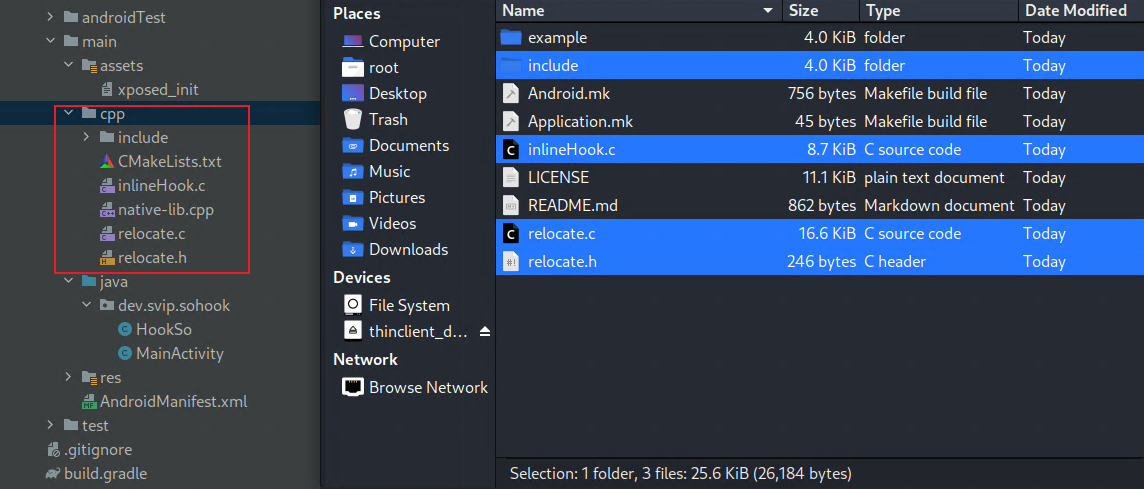 androidTest
main
assets
xposed_init
cpp
include
CMakeLists.txt
inlineHook.c
native-lib.cpp
relocate.c
relocate.h
java
dev.svip.sohook
HookSo
MainActivity
res
AndroidManifest.xml
test
.gitignore
build.gradle
Places
Computer
root
Desktop
Trash
Documents
Music
Pictures
Videos
Downloads
Devices
File System
thinclient_d...
Network
Browse Network
Name Size Type Date Modified
example 4.0 KiB folder Today
include 4.0 KiB folder Today
Android.mk 756 bytes Makefile build file Today
Application.mk 45 bytes Makefile build file Today
inlineHook.c 8.7 KiB C source code Today
LICENSE 11.1 KiB plain text document Today
README.md 862 bytes Markdown document Today
relocate.c 16.6 KiB C source code Today
relocate.h 246 bytes C header Today
Selection: 1 folder, 3 files: 25.6 KiB (26,184 bytes)